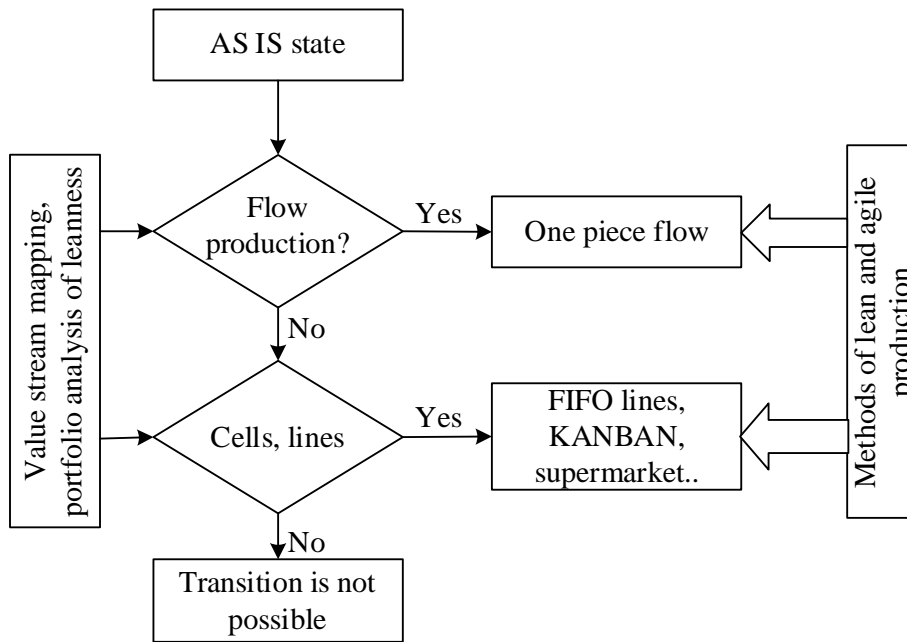 AS IS state
Value stream mapping,
portfolio analysis of leanness
Flow
production?
Yes
One piece flow
Methods of lean and agile
production
No
Cells, lines
Yes
FIFO lines,
KANBAN,
supermarket..
No
Transition is not
possible